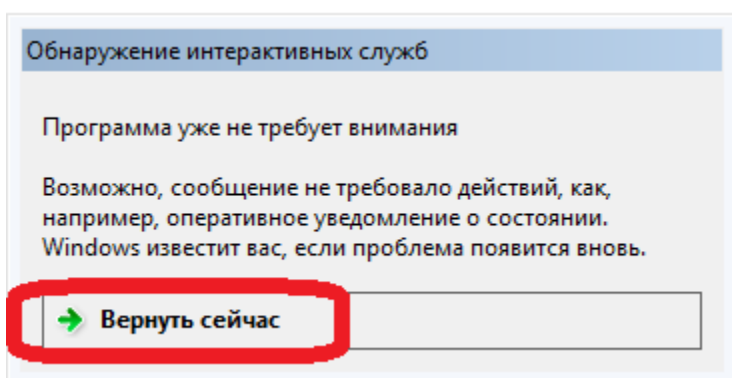 Обнаружение интерактивных служб
Программа уже не требует внимания
Возможно, сообщение не требовало действий, как,
например, оперативное уведомление о состоянии.
Windows известит вас, если проблема появится вновь.
Вернуть сейчас